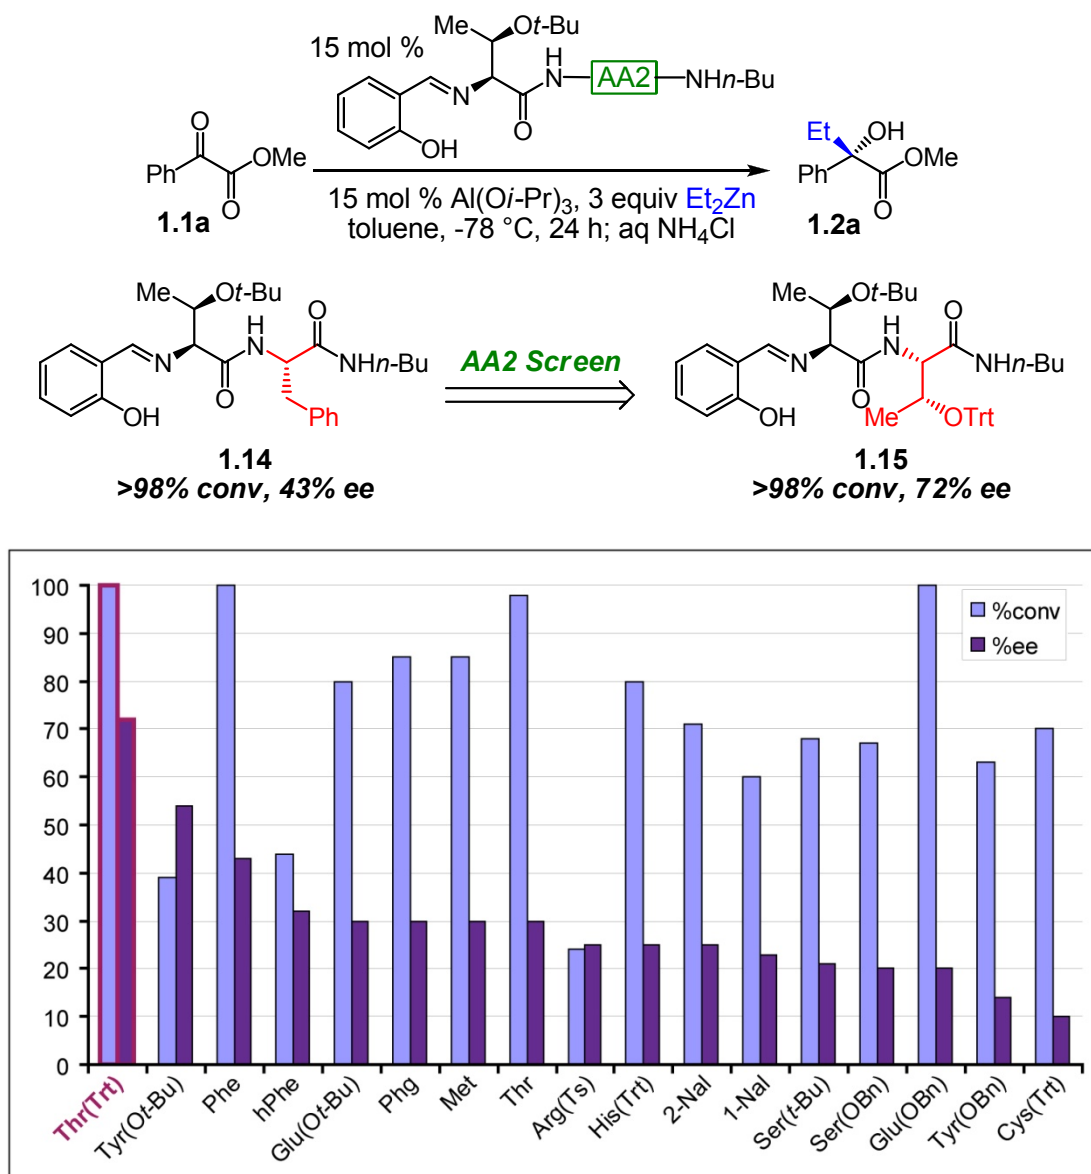 15 mol %
Me
Ot-Bu
H
N
AA2
NHn-Bu
N
O
OH
O
Ph
OMe
O
1.1a
15 mol % Al(Oi-Pr)3, 3 equiv Et2Zn
toluene, -78 °C, 24 h; aq NH4Cl
Et
OH
Ph
OMe
O
1.2a
Me
Ot-Bu
H
N
O
N
NHn-Bu
O
OH
Ph
1.14
>98% conv, 43% ee
AA2 Screen
Me
Ot-Bu
H
N
O
N
NHn-Bu
O
OH
Me
OTrt
1.15
>98% conv, 72% ee
100
90
80
70
60
50
40
30
20
10
0
%conv
%ee
Thr(Trt)
Tyr(Ot-Bu)
Phe
hPhe
Glu(Ot-Bu)
Phg
Met
Thr
Arg(Ts)
His(Trt)
2-Nal
1-Nal
Ser(t-Bu)
Ser(OBn)
Glu(OBn)
Tyr(OBn)
Cys(Trt)